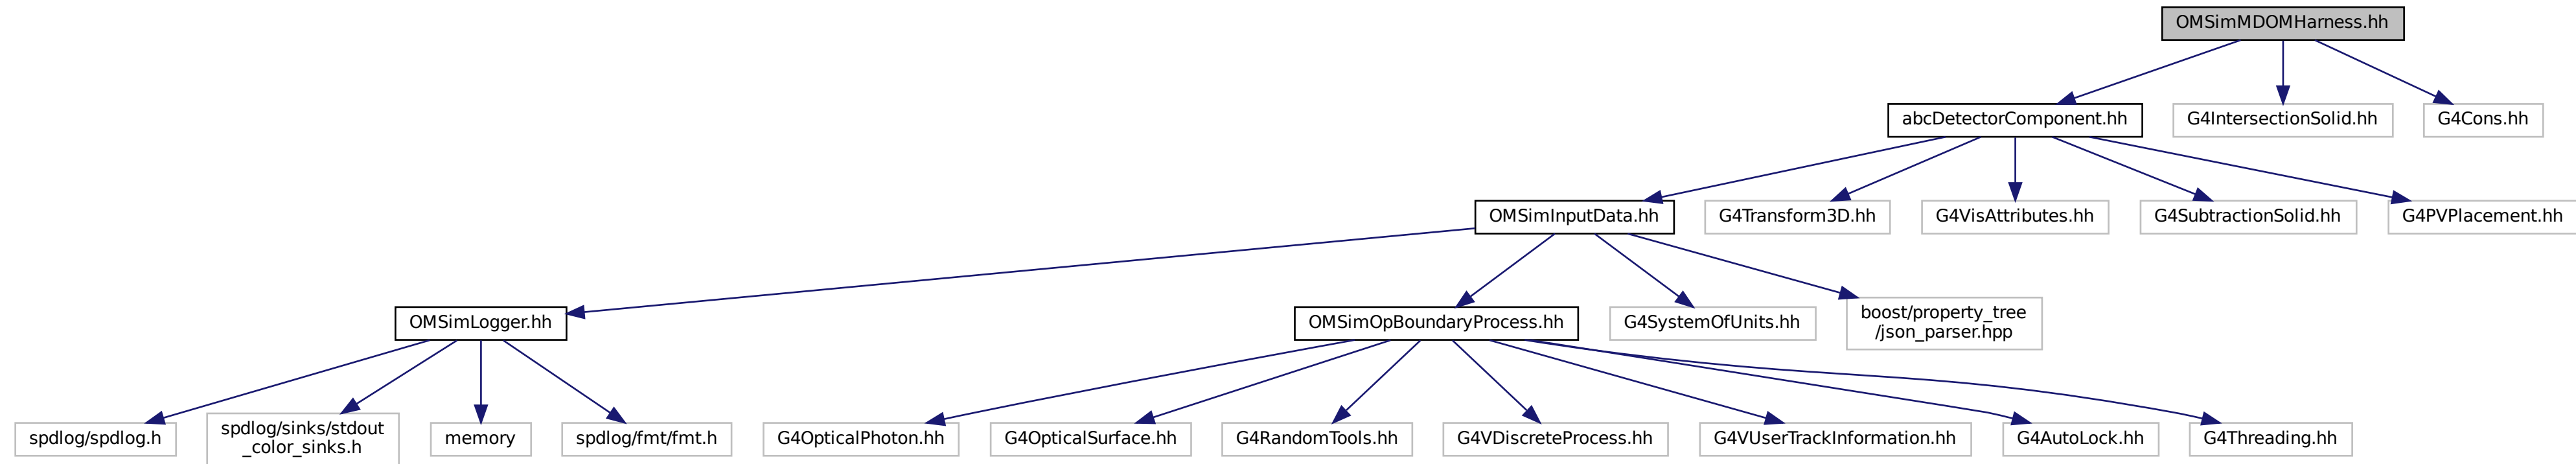 OMSimMDOMHarness.hh
abcDetectorComponent.hh
G4IntersectionSolid.hh
G4Cons.hh
OMSimInputData.hh
G4Transform3D.hh
G4VisAttributes.hh
G4SubtractionSolid.hh
G4PVPlacement.hh
OMSimLogger.hh
OMSimOpBoundaryProcess.hh
G4SystemOfUnits.hh
boost/property_tree
/json_parser.hpp
spdlog/spdlog.h
spdlog/sinks/stdout
_color_sinks.h
memory
spdlog/fmt/fmt.h
G4OpticalPhoton.hh
G4OpticalSurface.hh
G4RandomTools.hh
G4VDiscreteProcess.hh
G4VUserTrackInformation.hh
G4AutoLock.hh
G4Threading.hh